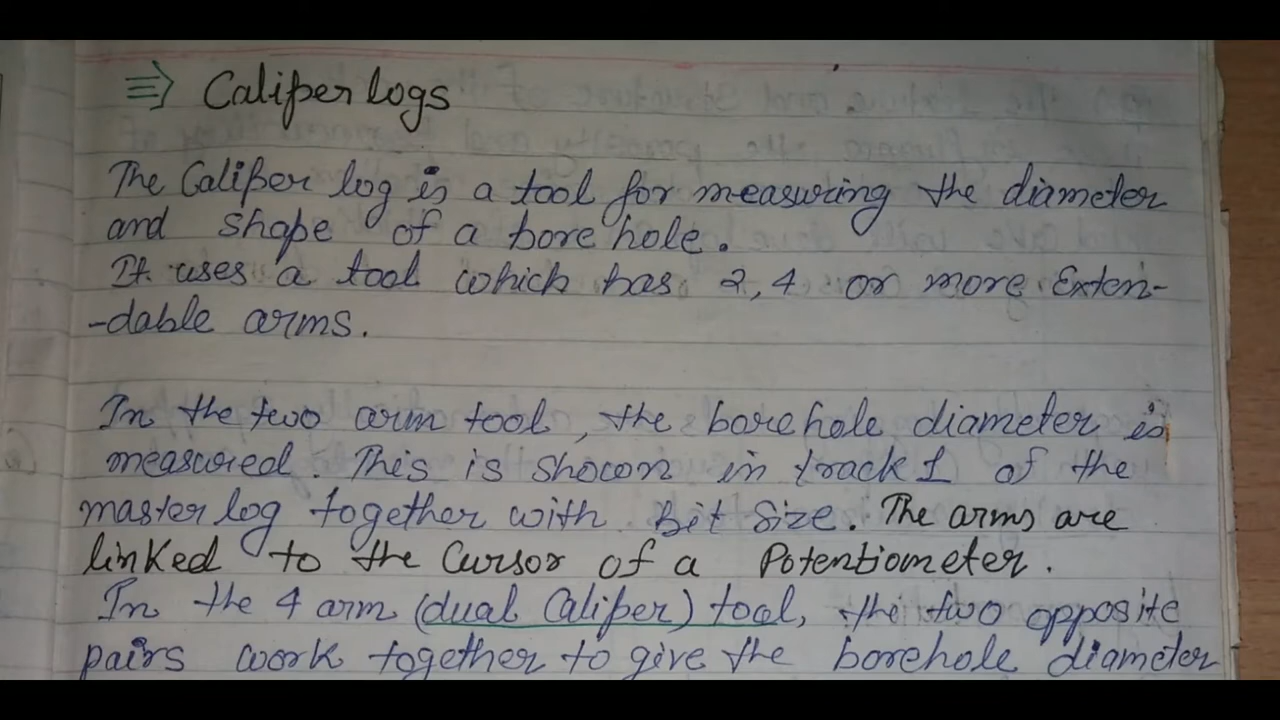 ⇒ Caliper logs
The Caliper log is a tool for measuring the diameter
and shape of a bore hole.
It uses a tool which has 2, 4 or more Exten-
-dable arms.
In the two arm tool, the borehole diameter is
measured. This is shown in track 1 of the
master log together with Bit Size. The arms are
linked to the Cursor of a Potentiometer.
In the 4 arm (dual Caliper) tool, the two opposite
pairs work together to give the borehole diameter